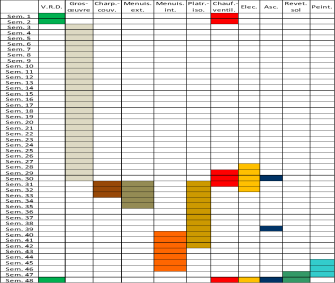 V.R.D. Gros-œuvre Charp.-couv. Menuis. ext. Menuis. Int. Platr.-iso. Chauf.-ventil. Elec. Asc. Revet.-sol Peint.
Sem. 1
Sem. 2
Sem. 3
Sem. 4
Sem. 5
Sem. 6
Sem. 7
Sem. 8
Sem. 9
Sem. 10
Sem. 11
Sem. 12
Sem. 13
Sem. 14
Sem. 15
Sem. 16
Sem. 17
Sem. 18
Sem. 19
Sem. 20
Sem. 21
Sem. 22
Sem. 23
Sem. 24
Sem. 25
Sem. 26
Sem. 27
Sem. 28
Sem. 29
Sem. 30
Sem. 31
Sem. 32
Sem. 33
Sem. 34
Sem. 35
Sem. 36
Sem. 37
Sem. 38
Sem. 39
Sem. 40
Sem. 41
Sem. 42
Sem. 43
Sem. 44
Sem. 45
Sem. 46
Sem. 47
Sem. 48